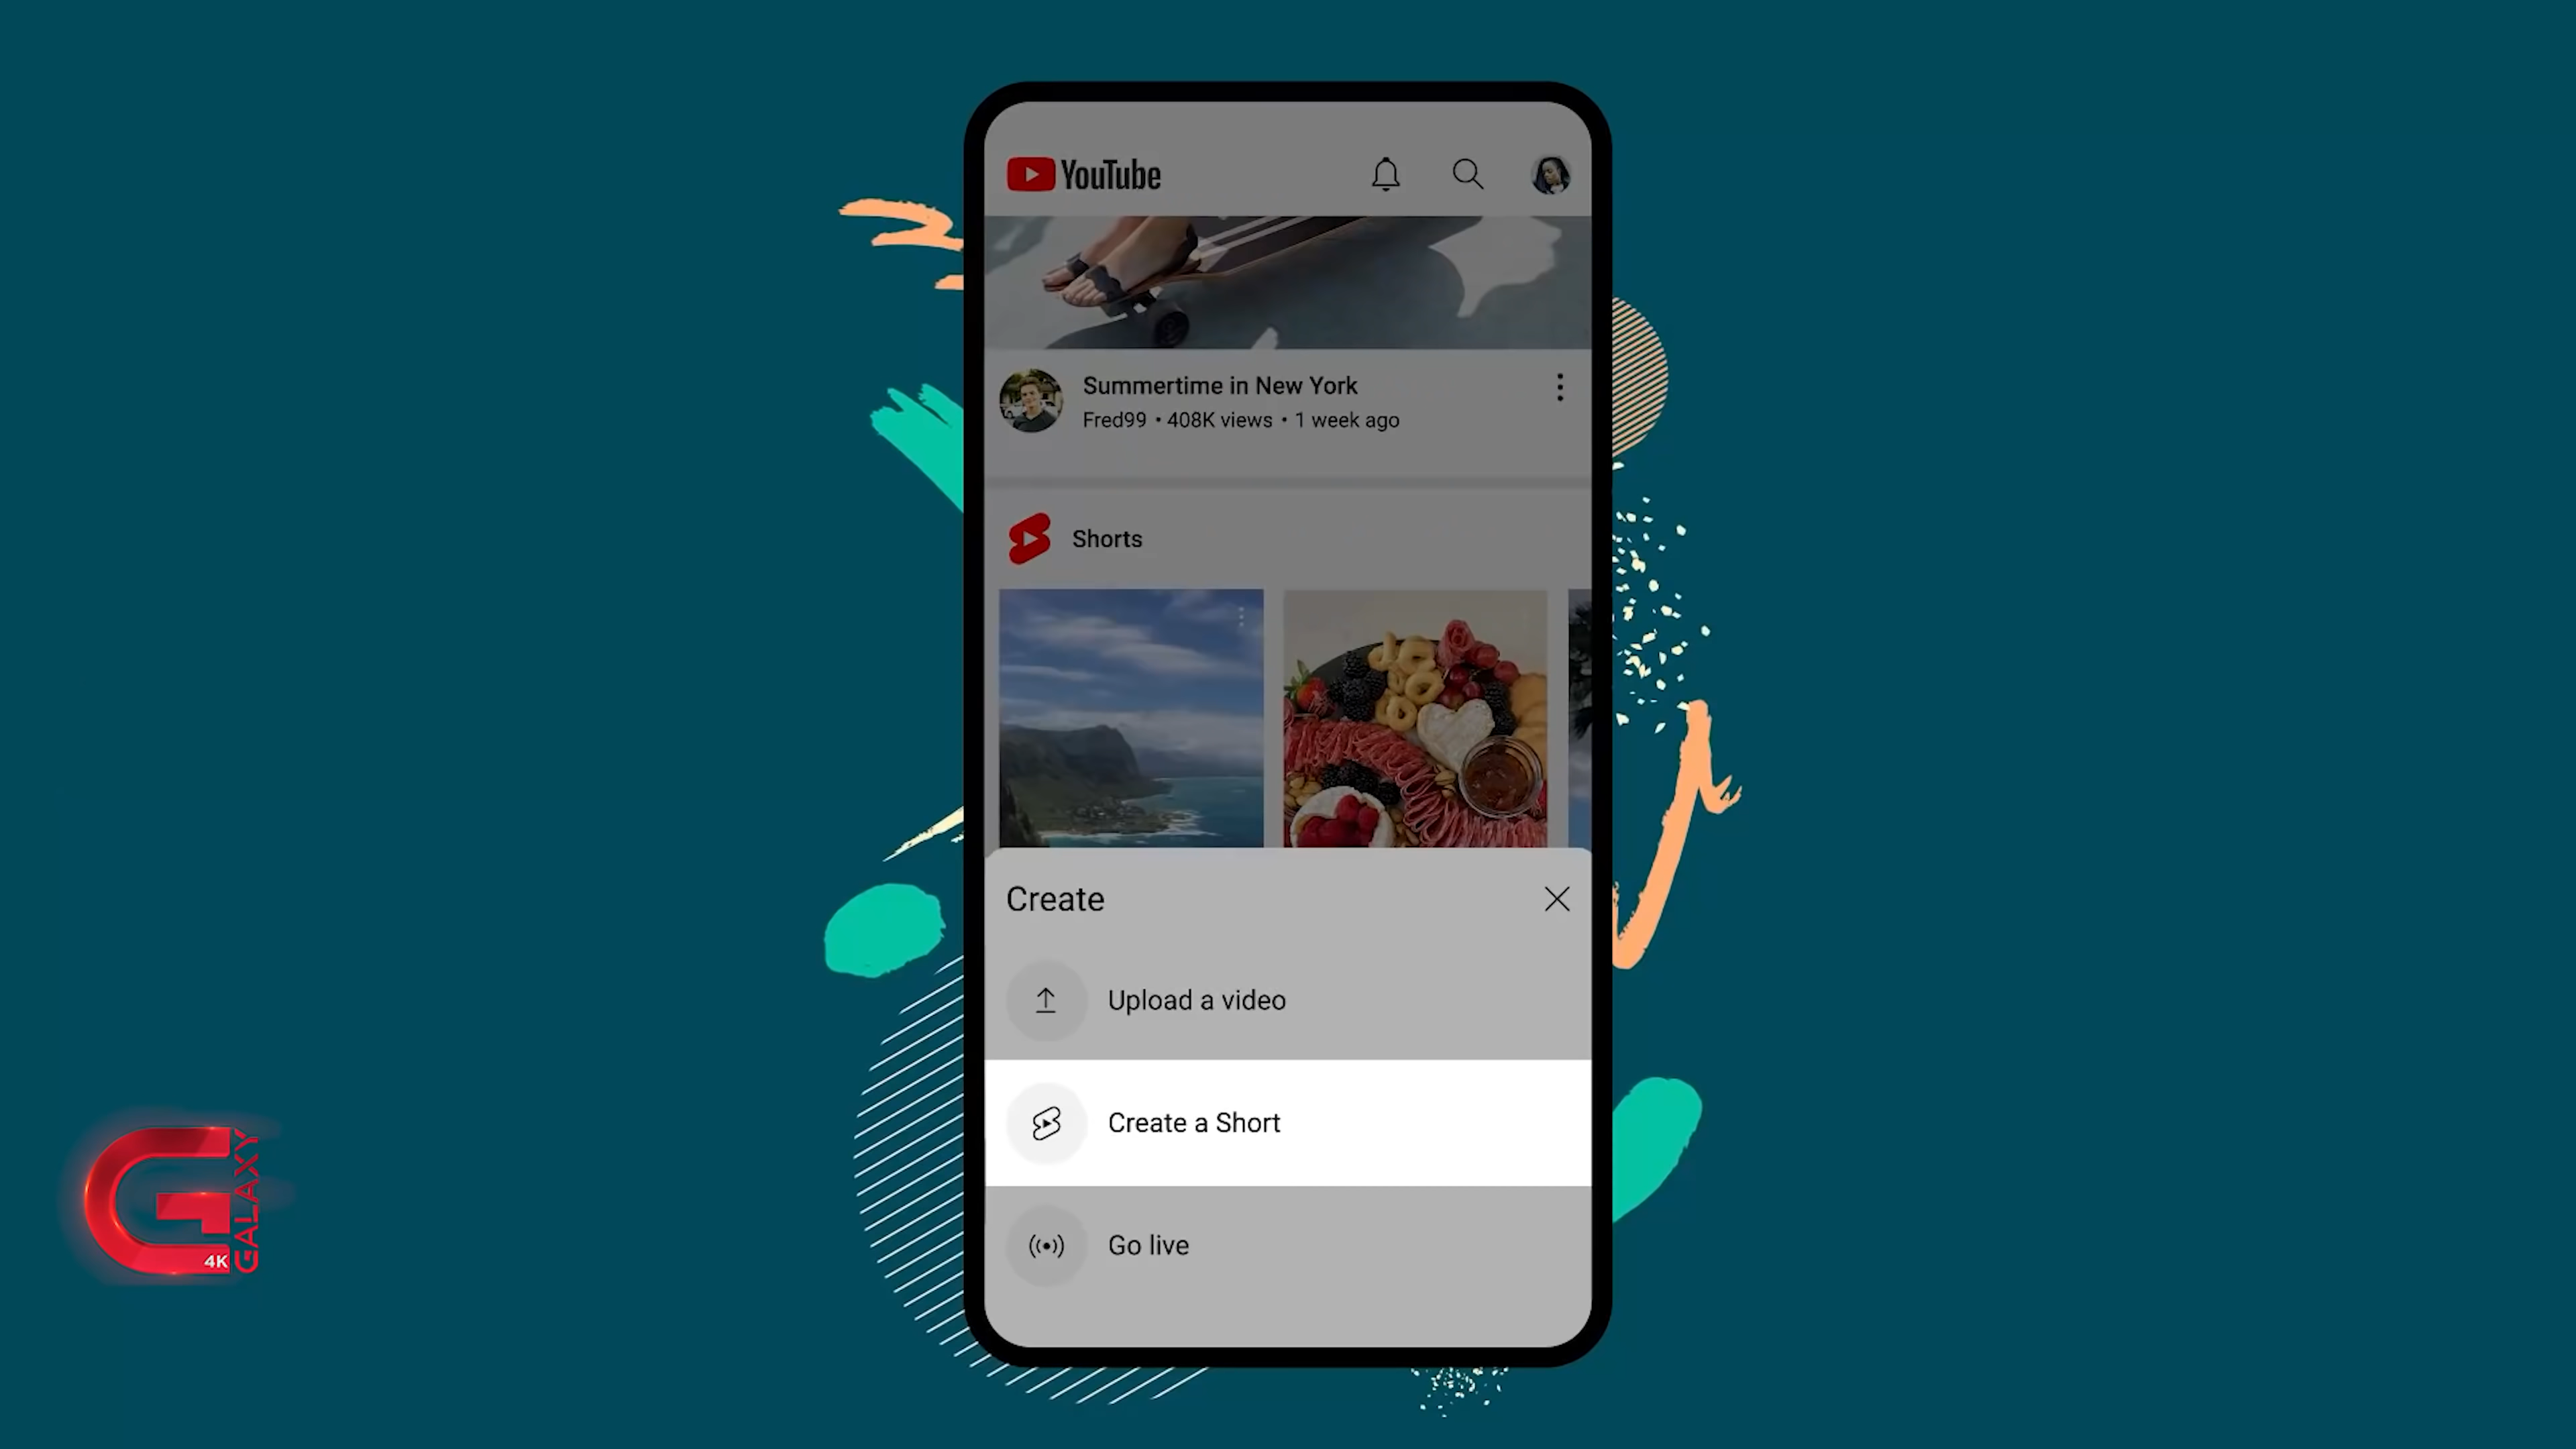 YouTube
Summertime in New York
Fred99 • 408K views • 1 week ago
Shorts
Create
Upload a video
Create a Short
Go live
GALAXY
4K